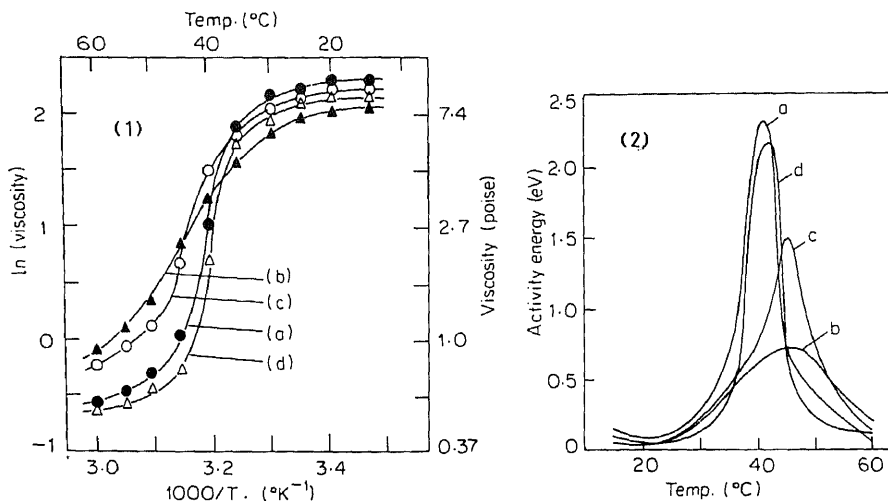 Temp. (°C)
60 40 20
2
1
0
-1
ln (viscosity)
(1)
(b)
(c)
(a)
(d)
7.4
2.7
1.0
0.37
Viscosity (poise)
3.0 3.2 3.4
1000/T. (°K⁻¹)
2.5
2.0
1.5
1.0
0.5
0
Activity energy (eV)
(2)
a
d
c
b
20 40 60
Temp. (°C)